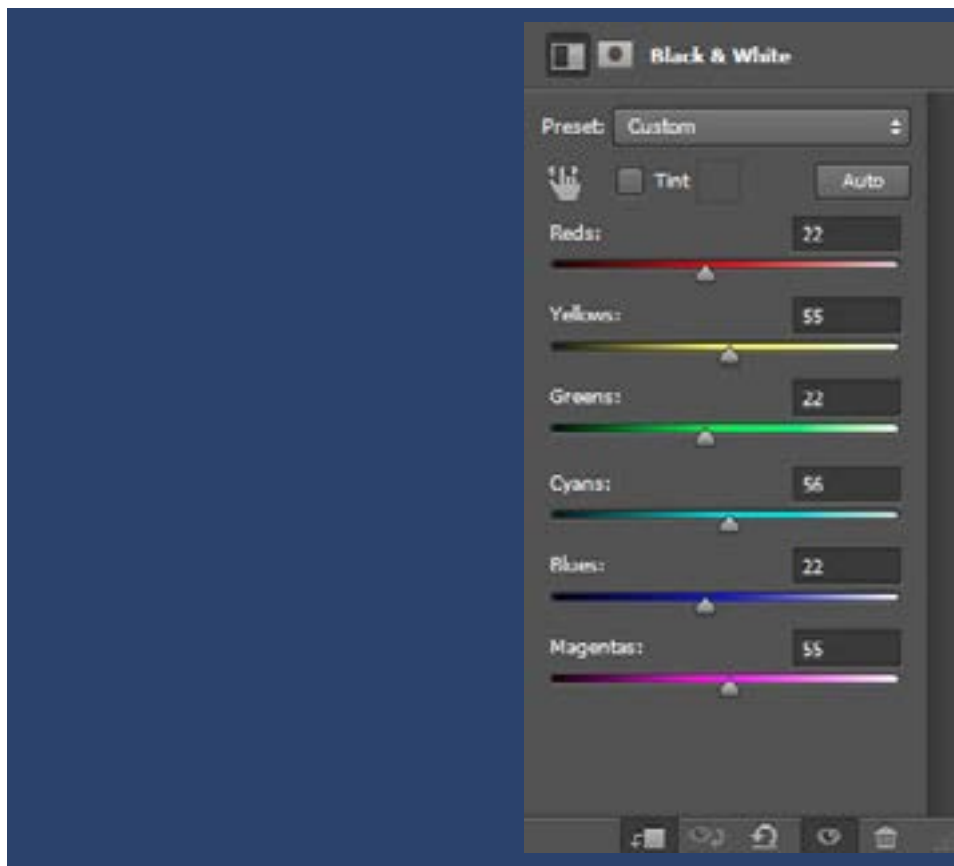 Black & White
Preset: Custom
Tint Auto
Reds: 22
Yellows: 55
Greens: 22
Cyans: 56
Blues: 22
Magentas: 55